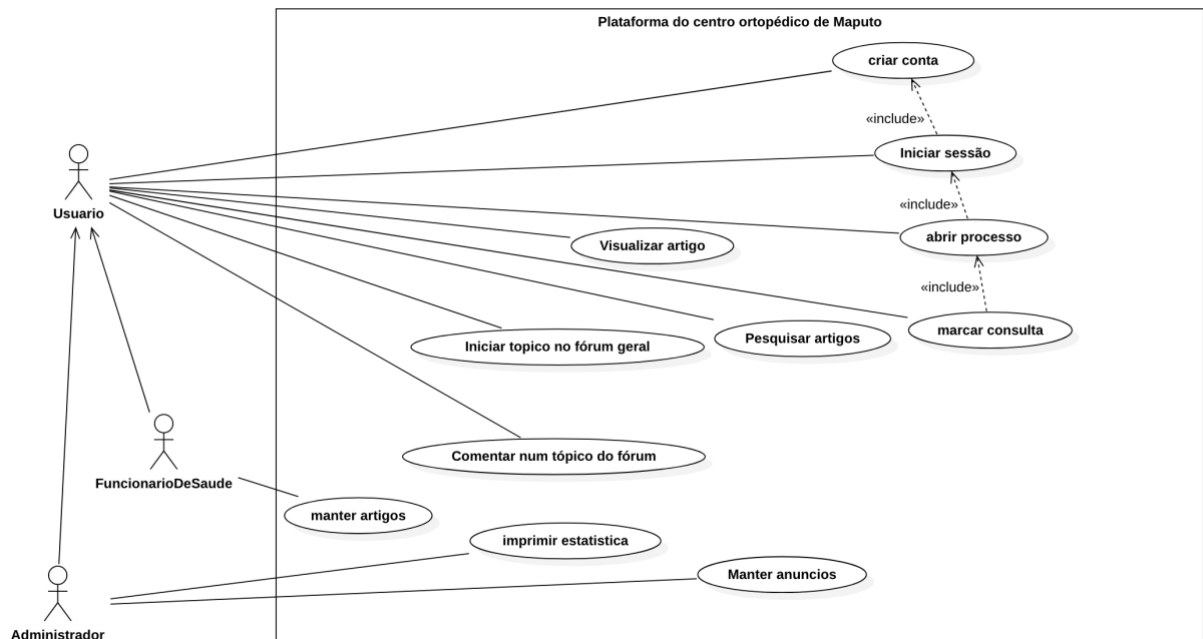 Plataforma do centro ortopédico de Maputo
criar conta
«include»
Iniciar sessão
«include»
Usuario
abrir processo
Visualizar artigo
«include»
marcar consulta
Pesquisar artigos
Iniciar topico no fórum geral
Comentar num tópico do fórum
FuncionarioDeSaude
manter artigos
imprimir estatistica
Manter anuncios
Administrador